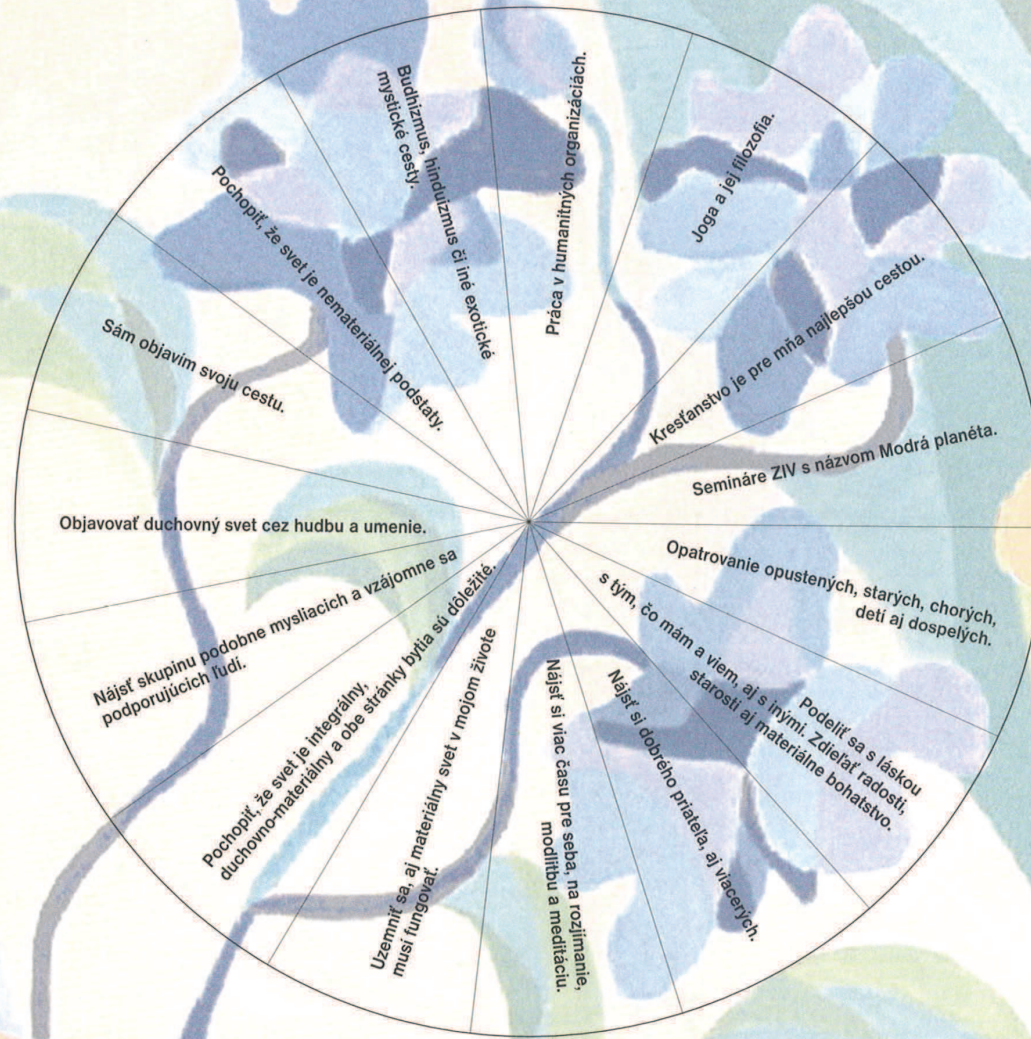 Práca v humanitných organizáciách.
Joga a jej filozofia.
Kresťanstvo je pre mňa najlepšou cestou.
Semináre ZIV s názvom Modrá planéta.
Opatrovanie opustených, starých, chorých,
detí aj dospelých.
Podeliť sa s láskou
s tým, čo mám a viem, aj s inými. Zdieľať radosti,
starosti aj materiálne bohatstvo.
Nájsť si dobrého priateľa, aj viacerých.
Nájsť si viac času pre seba, na rozjímanie,
modlitbu a meditáciu.
Uzemniť sa, aj materiálny svet v mojom živote
musí fungovať.
Pochopiť, že svet je integrálny,
duchovno-materiálny a obe stránky bytia sú dôležité.
Nájsť skupinu podobne mysliacich a vzájomne sa
podporujúcich ľudí.
Objavovať duchovný svet cez hudbu a umenie.
Sám objavím svoju cestu.
Pochopiť, že svet je nemateriálnej podstaty.
Budhizmus, hinduizmus či iné exotické
mystické cesty.